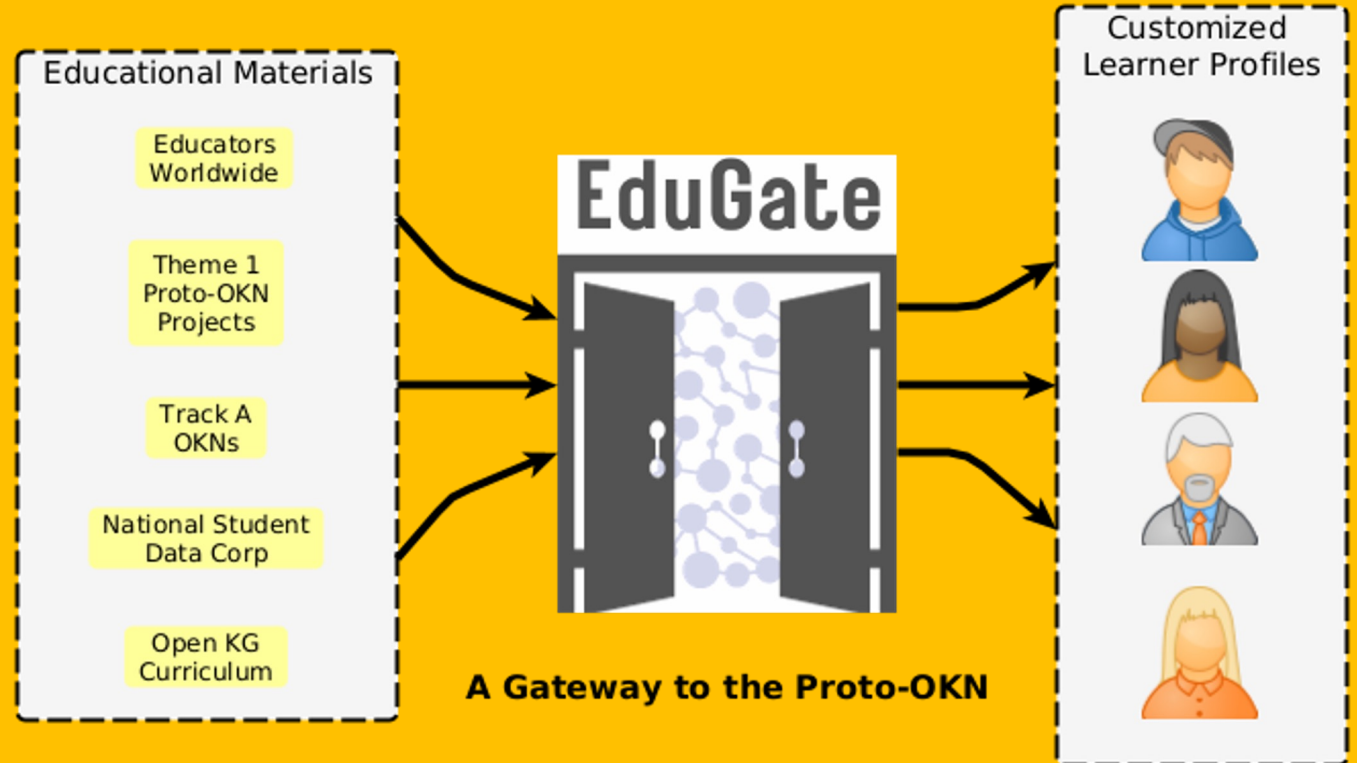 Educational Materials
Educators
Worldwide
Theme 1
Proto-OKN
Projects
Track A
OKNs
National Student
Data Corp
Open KG
Curriculum
EduGate
A Gateway to the Proto-OKN
Customized
Learner Profiles